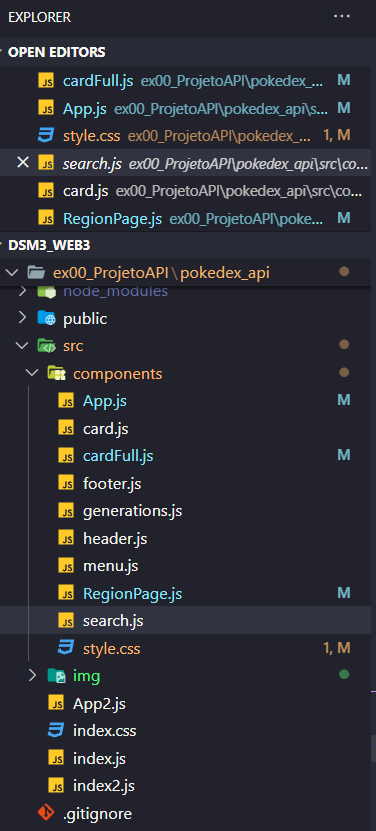 EXPLORER ...
OPEN EDITORS
JS cardFull.js ex00_ProjetoAPI\pokedex_... M
JS App.js ex00_ProjetoAPI\pokedex_api\s... M
style.css ex00_ProjetoAPI\pokedex_... 1, M
JS search.js ex00_ProjetoAPI\pokedex_api\src\co...
JS card.js ex00_ProjetoAPI\pokedex_api\src\co...
JS RegionPage.js ex00_ProjetoAPI\poke... M
DSM3_WEB3
ex00_ProjetoAPI\pokedex_api
node_modules
public
src
components
JS App.js M
JS card.js
JS cardFull.js M
JS footer.js
JS generations.js
JS header.js
JS menu.js
JS RegionPage.js M
JS search.js
style.css 1, M
img
JS App2.js
index.css
JS index.js
JS index2.js
.gitignore